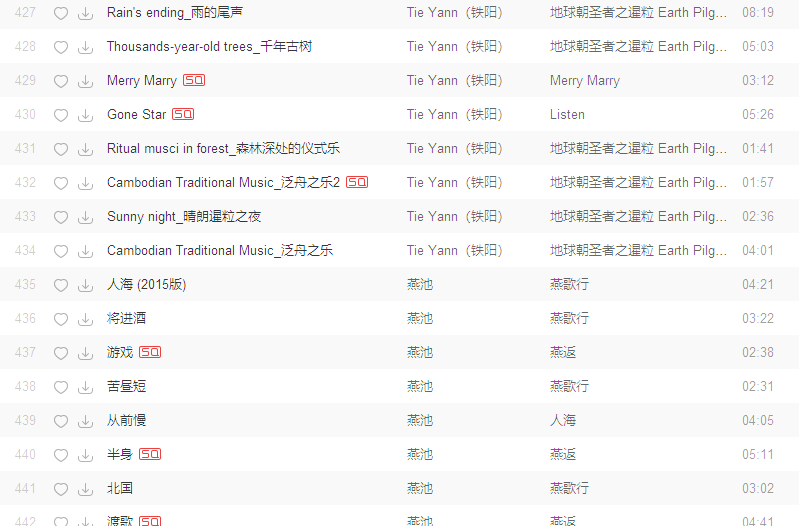 427 Rain's ending_雨的尾声 Tie Yann（铁阳） 地球朝圣者之暹粒 Earth Pilg... 08:19
428 Thousands-year-old trees_千年古树 Tie Yann（铁阳） 地球朝圣者之暹粒 Earth Pilg... 05:03
429 Merry Marry SQ Tie Yann（铁阳） Merry Marry 03:12
430 Gone Star SQ Tie Yann（铁阳） Listen 05:26
431 Ritual musci in forest_森林深处的仪式乐 Tie Yann（铁阳） 地球朝圣者之暹粒 Earth Pilg... 01:41
432 Cambodian Traditional Music_泛舟之乐2 SQ Tie Yann（铁阳） 地球朝圣者之暹粒 Earth Pilg... 01:57
433 Sunny night_晴朗暹粒之夜 Tie Yann（铁阳） 地球朝圣者之暹粒 Earth Pilg... 02:36
434 Cambodian Traditional Music_泛舟之乐 Tie Yann（铁阳） 地球朝圣者之暹粒 Earth Pilg... 04:01
435 人海 (2015版) 燕池 燕歌行 04:21
436 将进酒 燕池 燕歌行 03:22
437 游戏 SQ 燕池 燕返 02:38
438 苦昼短 燕池 燕歌行 02:31
439 从前慢 燕池 人海 04:05
440 半身 SQ 燕池 燕返 05:11
441 北国 燕池 燕歌行 03:02
442 渡歌 SQ 燕池 燕返 04:41